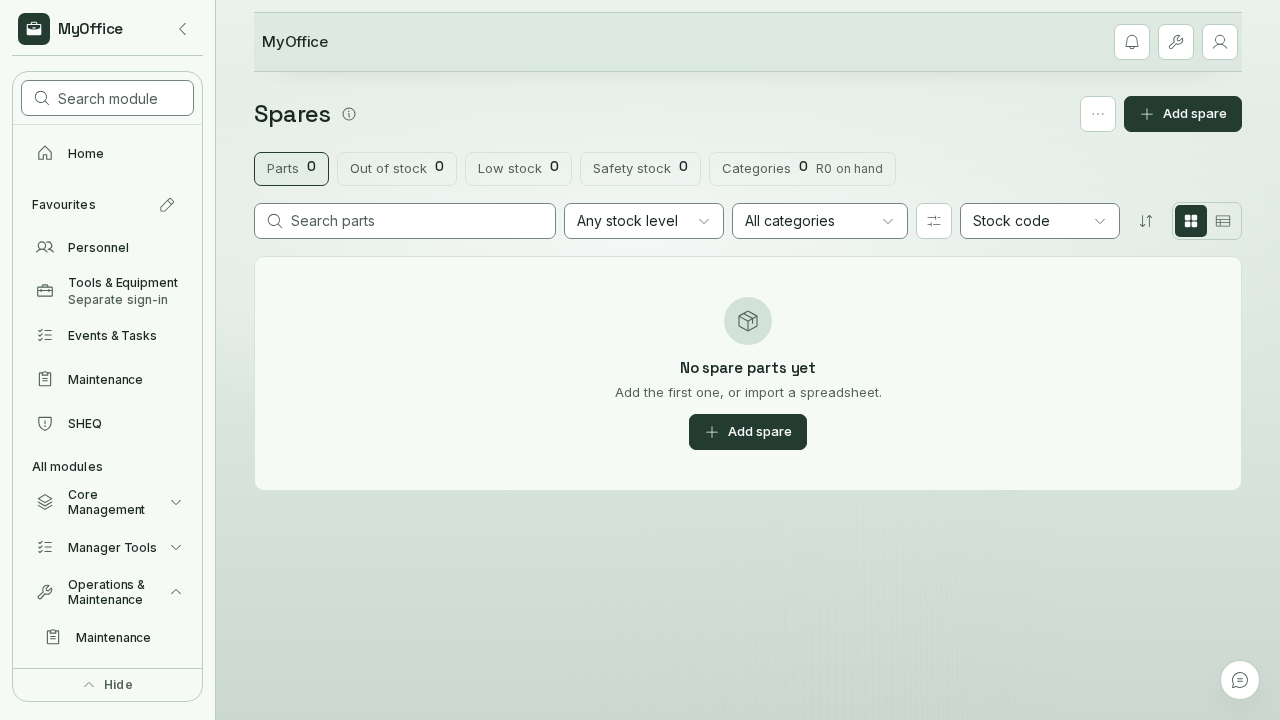 MyOffice
Search module
Home
Favourites
Personnel
Tools & Equipment
Separate sign-in
Events & Tasks
Maintenance
SHEQ
All modules
Core
Management
Manager Tools
Operations &
Maintenance
Maintenance
Hide
MyOffice
Spares
Add spare
Parts 0
Out of stock 0
Low stock 0
Safety stock 0
Categories 0 R0 on hand
Search parts
Any stock level
All categories
Stock code
No spare parts yet
Add the first one, or import a spreadsheet.
Add spare